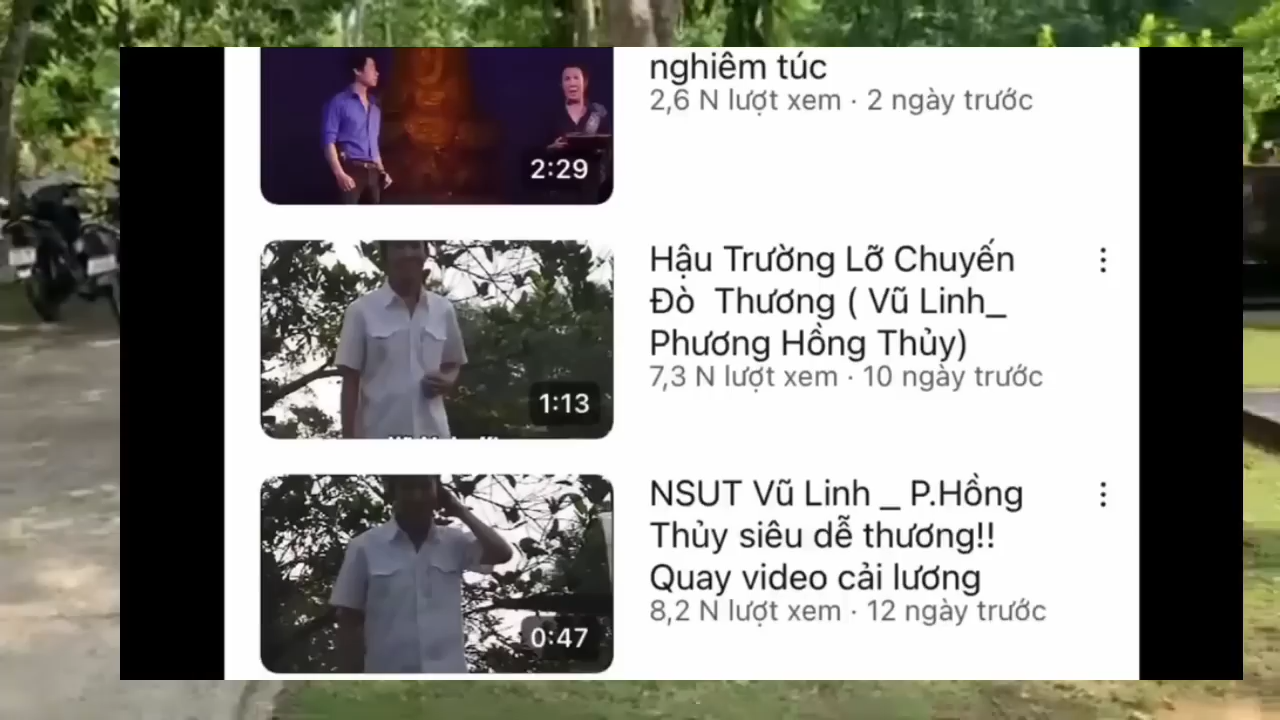 nghiêm túc
2,6 N lượt xem · 2 ngày trước
2:29
Hậu Trường Lỡ Chuyến
Đò Thương ( Vũ Linh_
Phương Hồng Thủy)
7,3 N lượt xem · 10 ngày trước
1:13
NSUT Vũ Linh _ P.Hồng
Thủy siêu dễ thương!!
Quay video cải lương
8,2 N lượt xem · 12 ngày trước
0:47